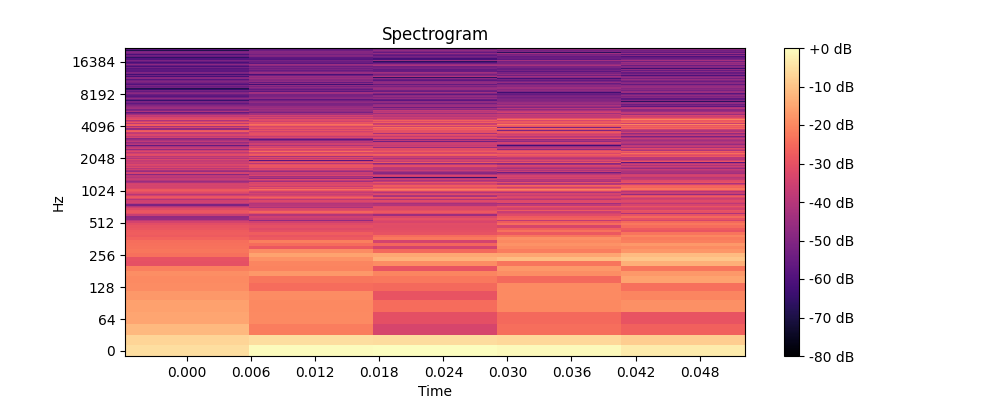 Spectrogram
Hz
16384
8192
4096
2048
1024
512
256
128
64
0
0.000 0.006 0.012 0.018 0.024 0.030 0.036 0.042 0.048
Time
+0 dB
-10 dB
-20 dB
-30 dB
-40 dB
-50 dB
-60 dB
-70 dB
-80 dB